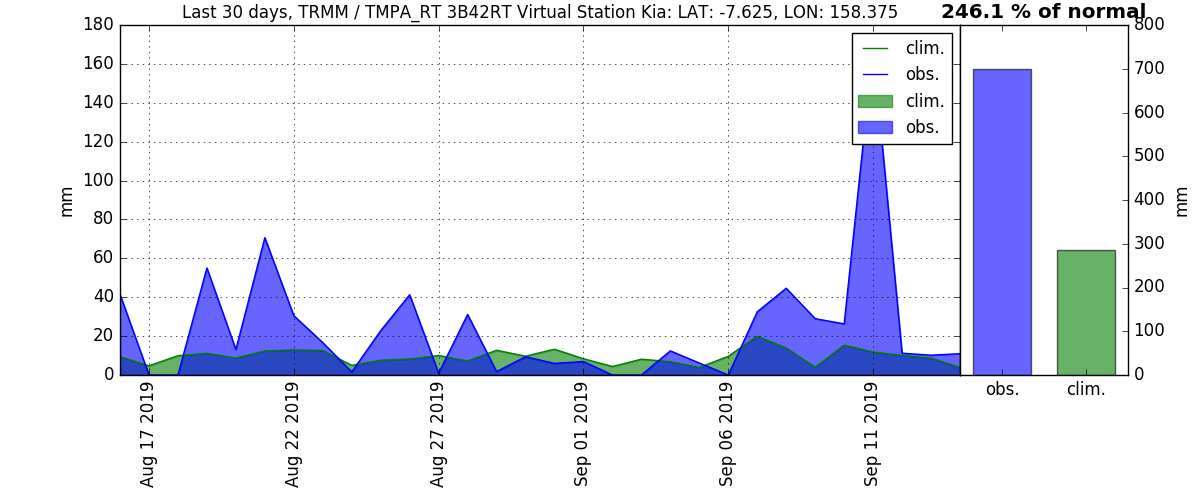 Last 30 days, TRMM / TMPA_RT 3B42RT Virtual Station Kia: LAT: -7.625, LON: 158.375
246.1 % of normal
180
160
140
120
100
80
60
40
20
0
mm
clim.
obs.
clim.
obs.
800
700
600
500
400
300
200
100
0
mm
Aug 17 2019
Aug 22 2019
Aug 27 2019
Sep 01 2019
Sep 06 2019
Sep 11 2019
obs.
clim.